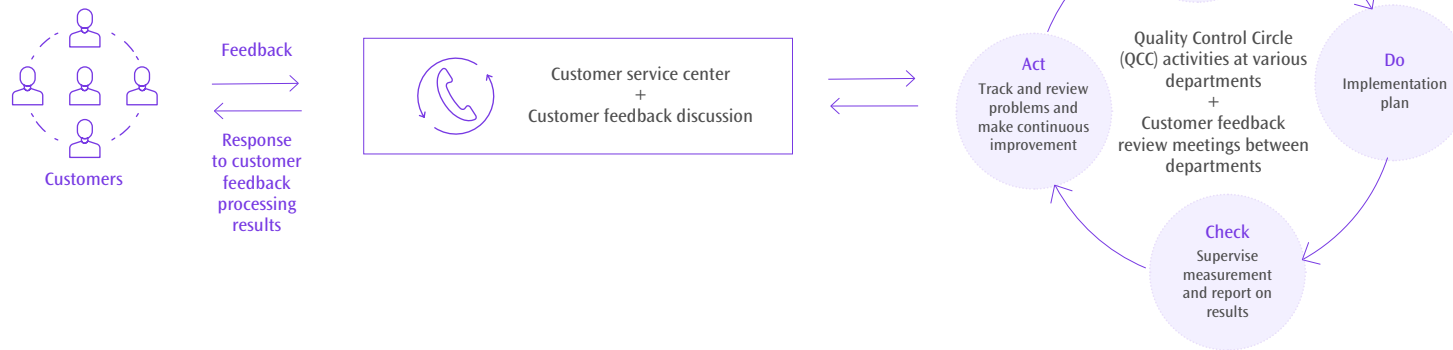 Feedback
Response
to customer
feedback
processing
results
Customers
Customer service center
+
Customer feedback discussion
Act
Track and review
problems and
make continuous
improvement
Quality Control Circle
(QCC) activities at various
departments
+
Customer feedback
review meetings between
departments
Do
Implementation
plan
Check
Supervise
measurement
and report on
results